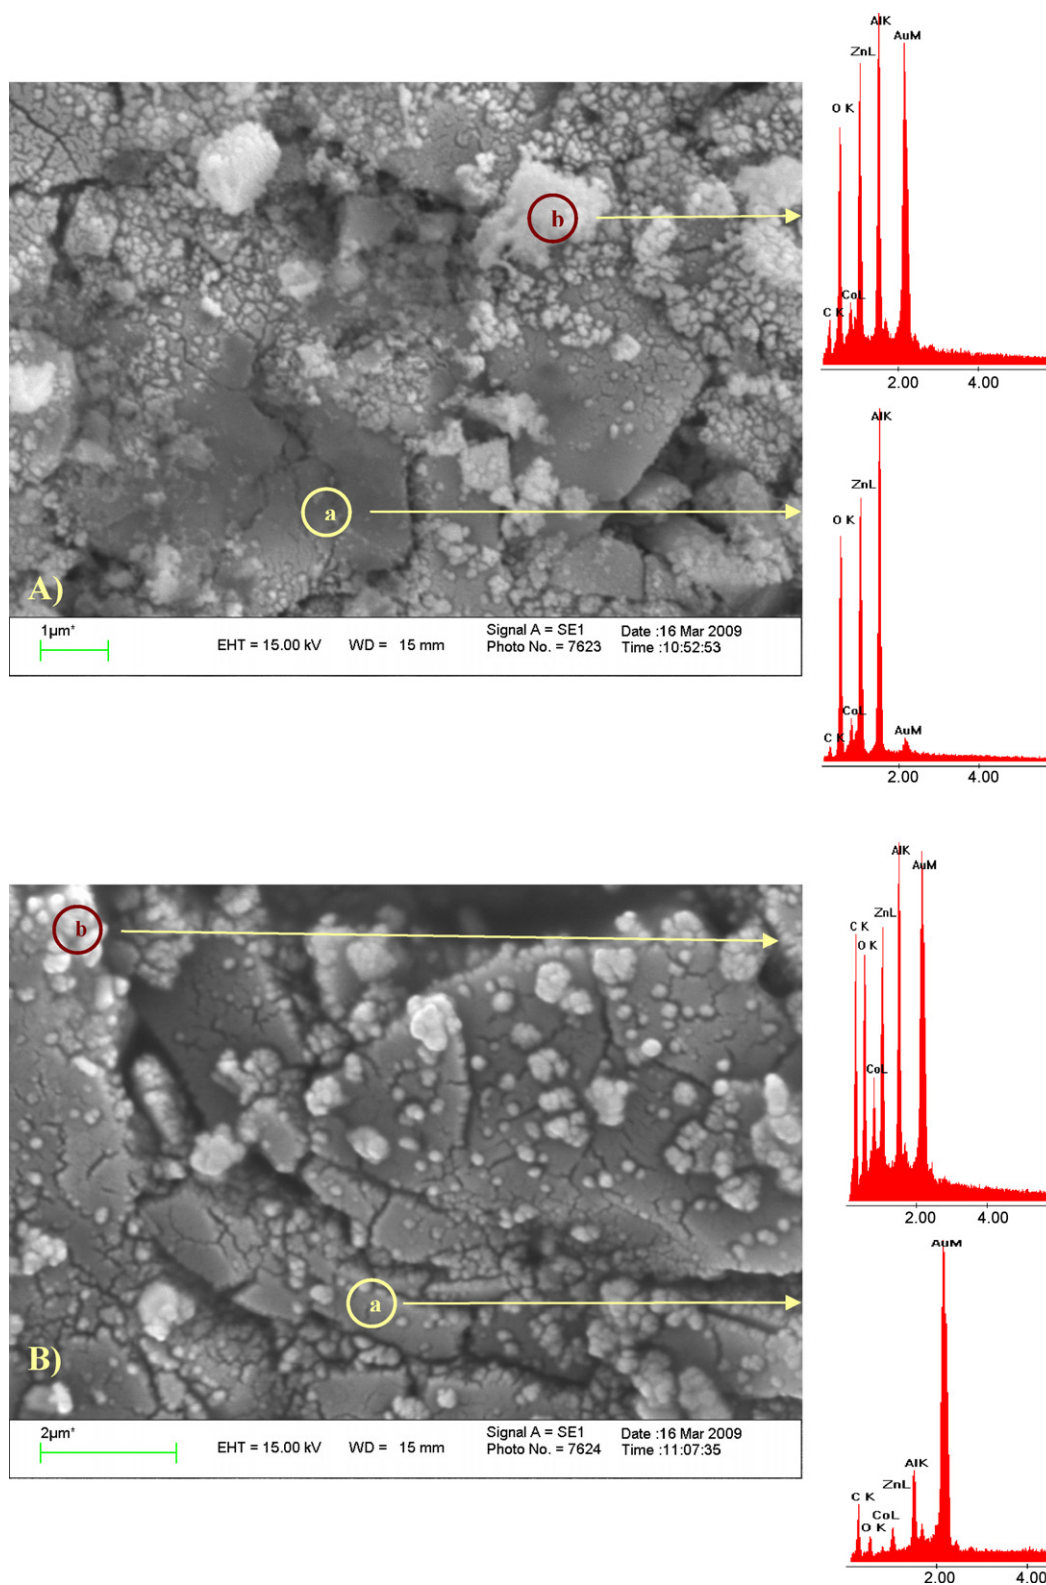 AlK
AuM
ZnL
O K
CoL
C K
2.00 4.00
b
a
A)
1µm*
EHT = 15.00 kV WD = 15 mm Signal A = SE1 Date :16 Mar 2009
Photo No. = 7623 Time :10:52:53
AlK
ZnL
O K
CoL
C K AuM
2.00 4.00
AlK
AuM
ZnL
C K
O K
CoL
2.00 4.00
b
a
B)
2µm*
EHT = 15.00 kV WD = 15 mm Signal A = SE1 Date :16 Mar 2009
Photo No. = 7624 Time :11:07:35
AuM
AlK
ZnL
C K
CoL
O K
2.00 4.00